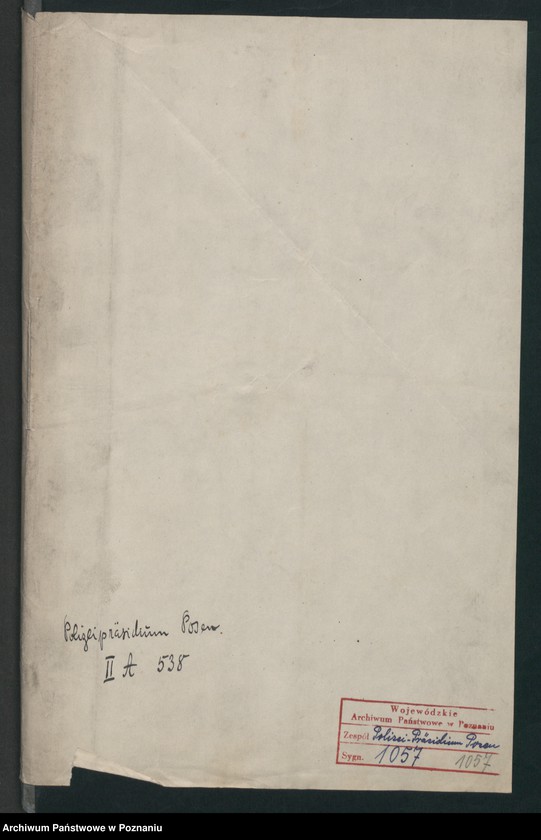 Polizeipräsidium Posen.
II A 538
Wojewódzkie
Archiwum Państwowe w Poznaniu
Zespół Polizei-Präsidium Posen
Sygn. 1057 1057
Archiwum Państwowe w Poznaniu